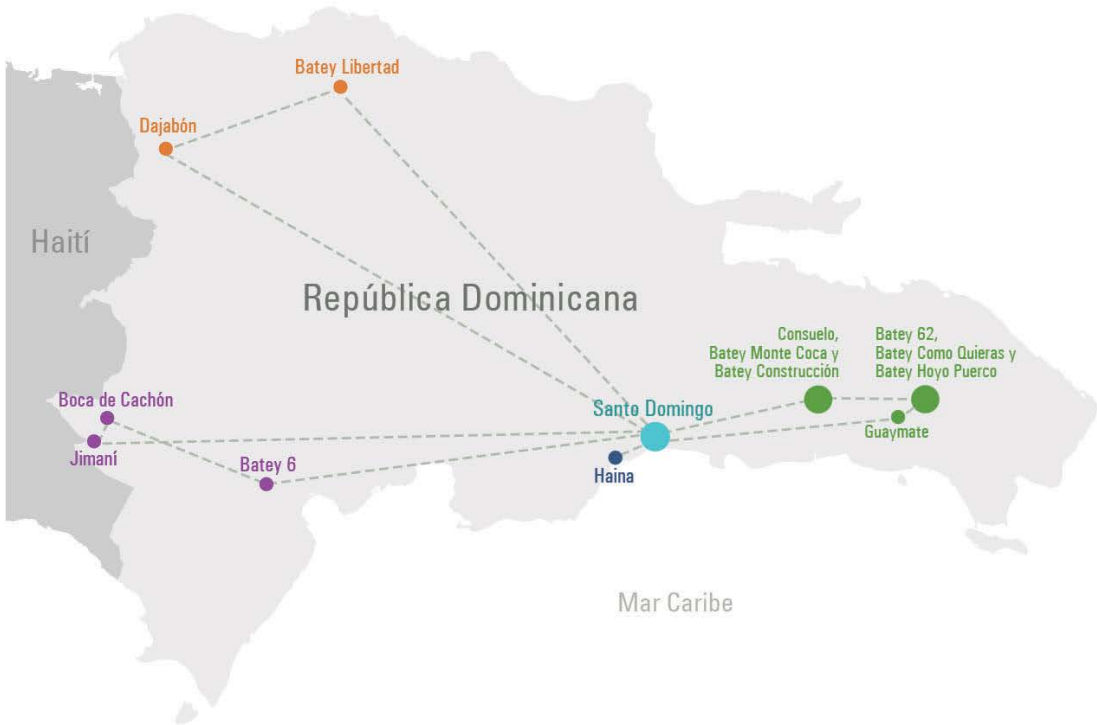 Batey Libertad
Dajabón
Haití
República Dominicana
Consuelo,
Batey Monte Coca y
Batey Construcción
Batey 62,
Batey Como Quieras y
Batey Hoyo Puerco
Boca de Cachón
Santo Domingo
Guaymate
Jimaní
Batey 6
Haina
Mar Caribe